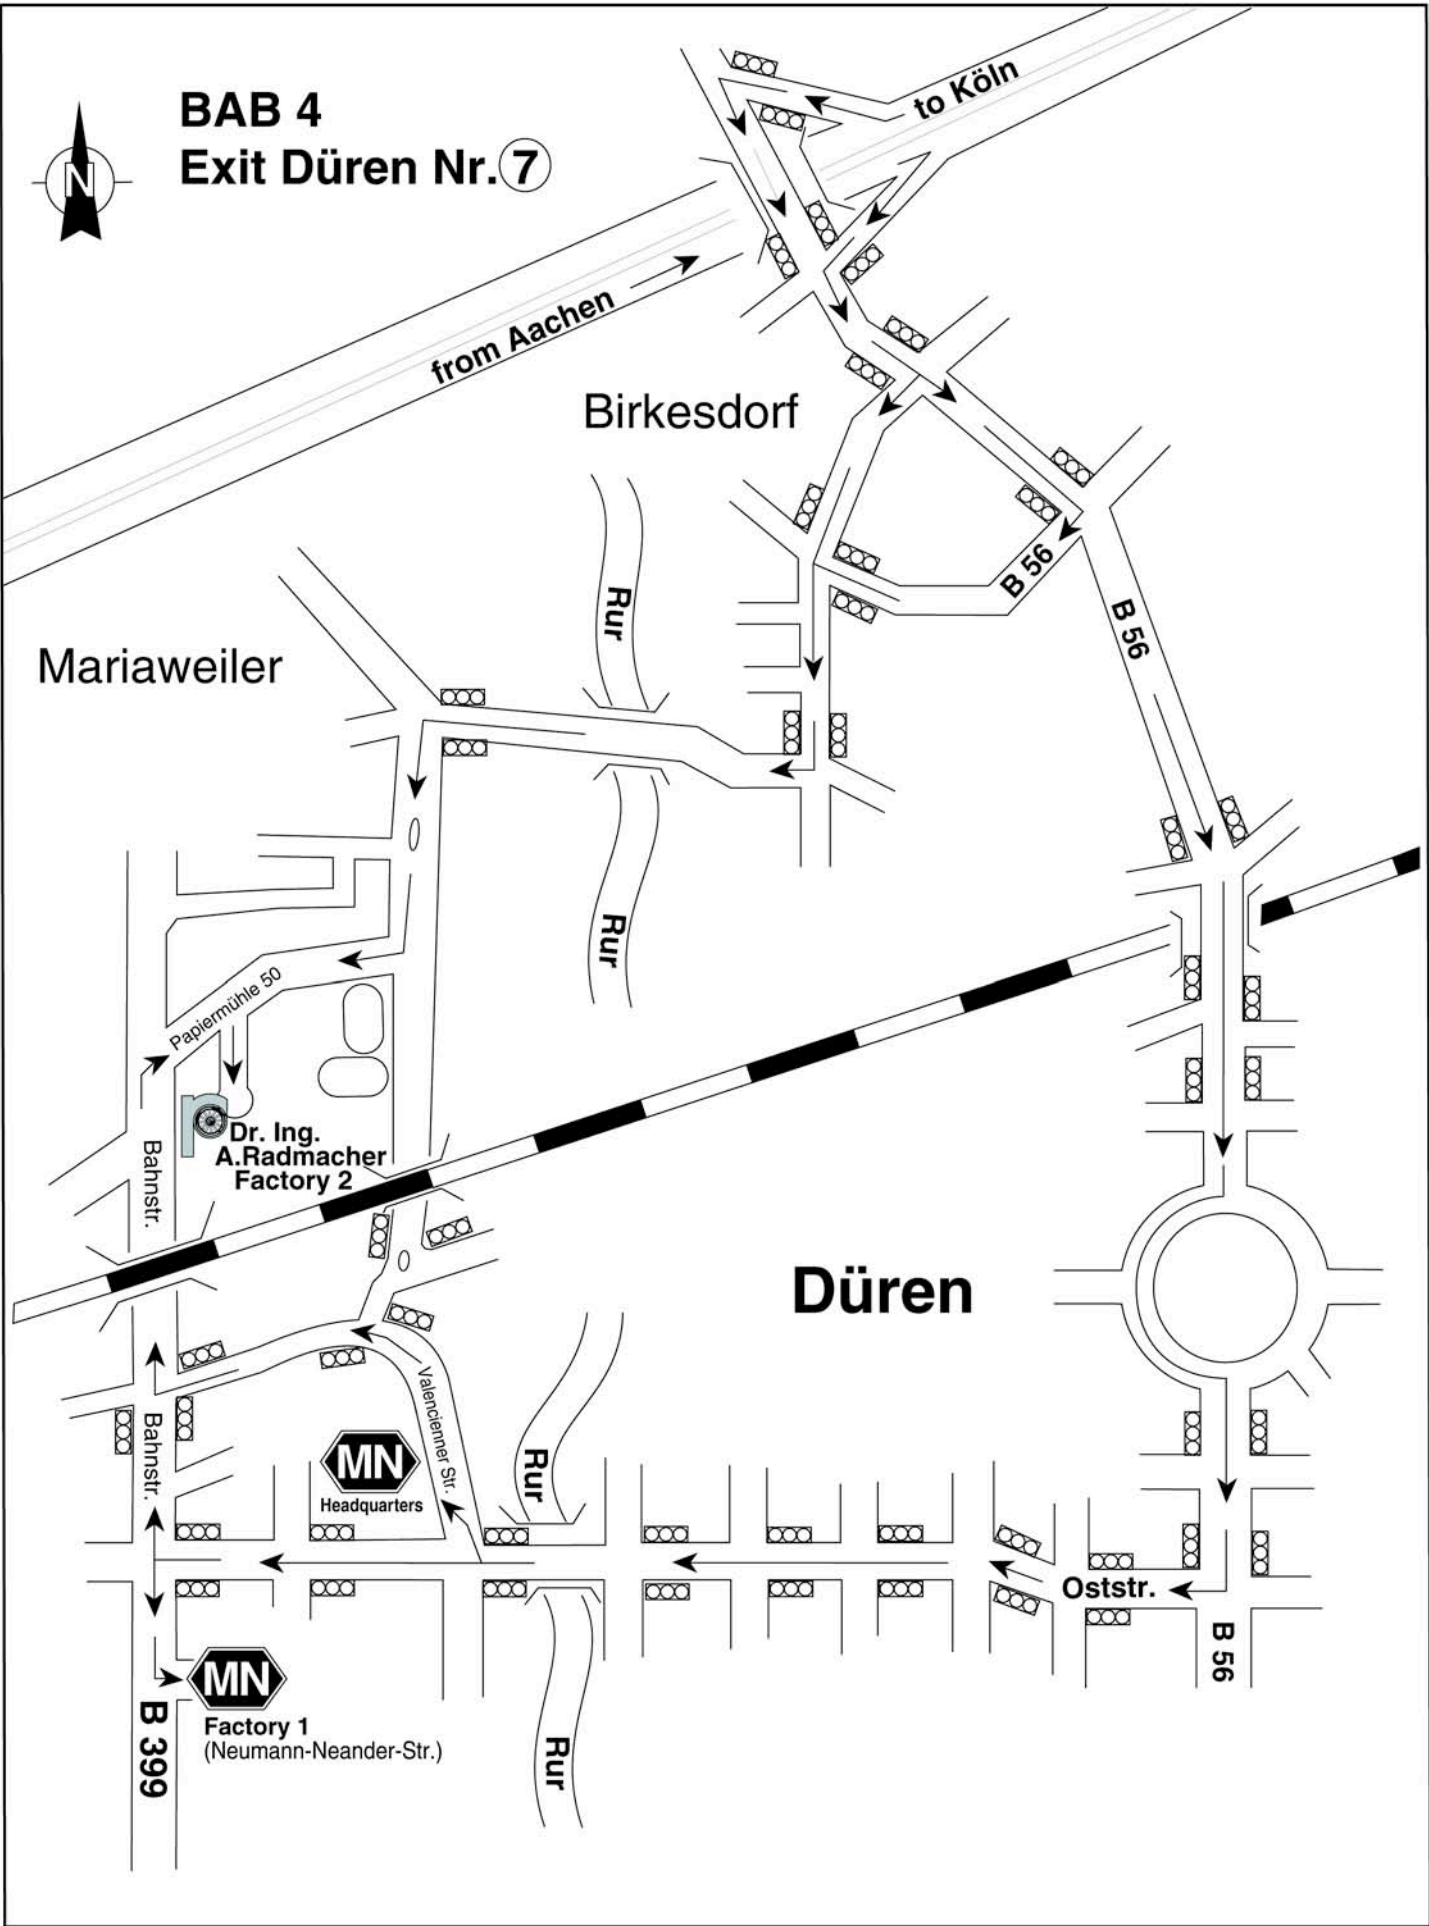 BAB 4
Exit Düren Nr. 7
N
to Köln
from Aachen
Birkesdorf
B 56
B 56
Rur
Mariaweiler
Rur
Papiermühle 50
Dr. Ing.
A.Radmacher
Factory 2
Bahnstr.
Düren
Valencienner Str.
Bahnstr.
MN
Headquarters
Rur
Oststr.
B 56
MN
Factory 1
(Neumann-Neander-Str.)
B 399
Rur